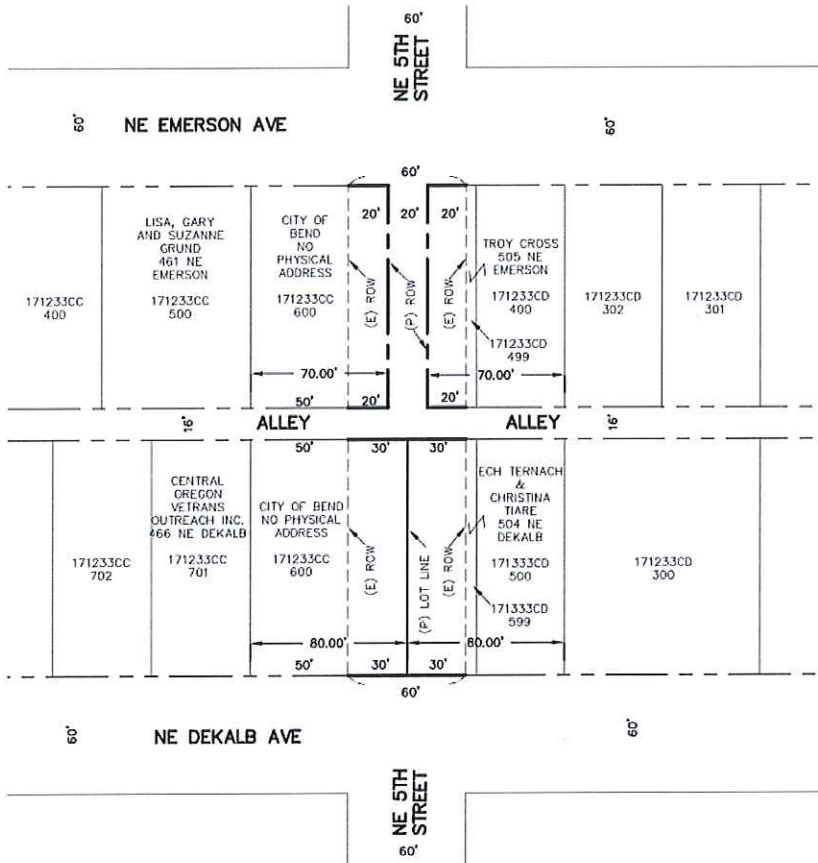 60'
NE 5TH
STREET
60'
NE EMERSON AVE
60'
60'
20'
20'
20'
LISA, GARY
AND SUZANNE
GRUND
461 NE
EMERSON
171233CC
500
CITY OF
BEND
NO
PHYSICAL
ADDRESS
171233CC
600
TROY CROSS
505 NE
EMERSON
171233CD
400
171233CD
499
171233CC
400
171233CD
302
171233CD
301
(E) ROW
(P) ROW
(E) ROW
70.00'
70.00'
50'
20'
20'
16'
ALLEY
ALLEY
16'
50'
30'
30'
CENTRAL
OREGON
VETRANS
OUTREACH INC.
466 NE DEKALB
171233CC
701
CITY OF BEND
NO PHYSICAL
ADDRESS
171233CC
600
ECH TERNACH
&
CHRISTINA
TIARE
504 NE
DEKALB
171333CD
500
171333CD
599
171233CC
702
171233CD
300
(E) ROW
(P) LOT LINE
(E) ROW
80.00'
80.00'
50'
30'
30'
60'
60'
NE DEKALB AVE
60'
NE 5TH
STREET
60'